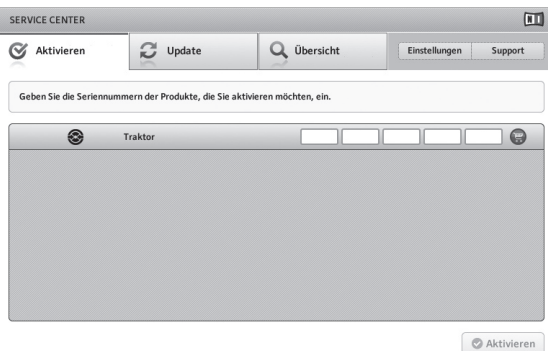 SERVICE CENTER
NI
Aktivieren
Update
Übersicht
Einstellungen
Support
Geben Sie die Seriennummern der Produkte, die Sie aktivieren möchten, ein.
Traktor
Aktivieren